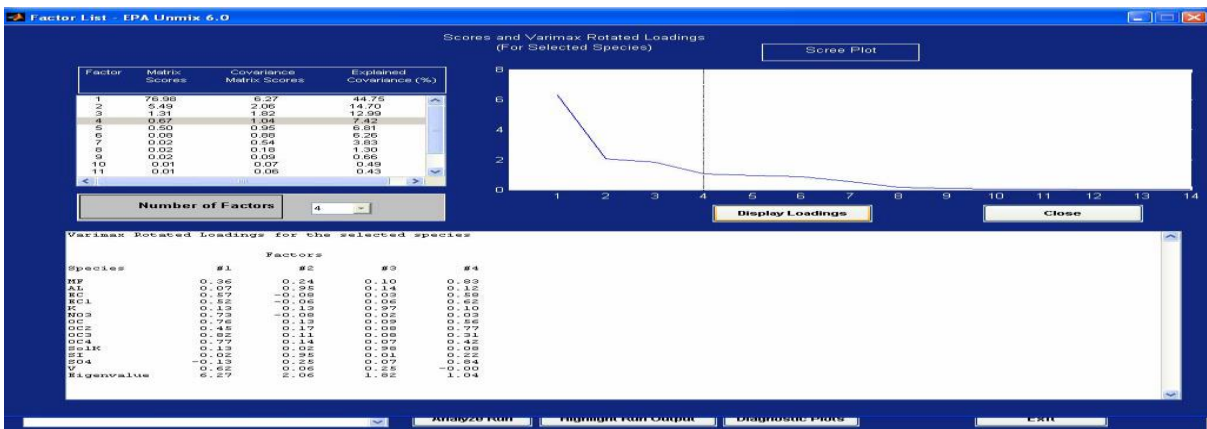 Factor List - EPA Unmix 6.0
Scores and Varimax Rotated Loadings
(For Selected Species)
Scree Plot
Factor Matrix Scores Covariance Matrix Scores Explained Covariance (%)
1 76.98 6.27 44.75
2 5.49 2.06 14.70
3 1.31 1.82 12.99
4 0.67 1.04 7.42
5 0.50 0.95 6.81
6 0.08 0.88 6.26
7 0.02 0.54 3.83
8 0.02 0.18 1.30
9 0.02 0.09 0.66
10 0.01 0.07 0.49
11 0.01 0.06 0.43
Number of Factors 4
8
6
4
2
0
1 2 3 4 5 6 7 8 9 10 11 12 13 14
Display Loadings
Close
Varimax Rotated Loadings for the selected species
Factors
Species #1 #2 #3 #4
MF 0.36 0.24 0.10 0.83
AL 0.07 0.95 0.14 0.12
EC 0.57 -0.08 0.03 0.58
EC1 0.52 -0.06 0.06 0.62
K 0.13 0.13 0.97 0.10
NO3 0.73 -0.08 0.02 0.03
OC 0.76 0.13 0.09 0.56
OC2 0.45 0.17 0.08 0.77
OC3 0.82 0.11 0.08 0.31
OC4 0.77 0.14 0.07 0.42
SolK 0.13 0.02 0.98 0.08
SI 0.02 0.95 0.01 0.22
SO4 -0.13 0.25 0.07 0.84
V 0.62 0.06 0.25 -0.00
Eigenvalue 6.27 2.06 1.82 1.04
Analyze Run
Highlight Run Output
Diagnostic Plots
Exit